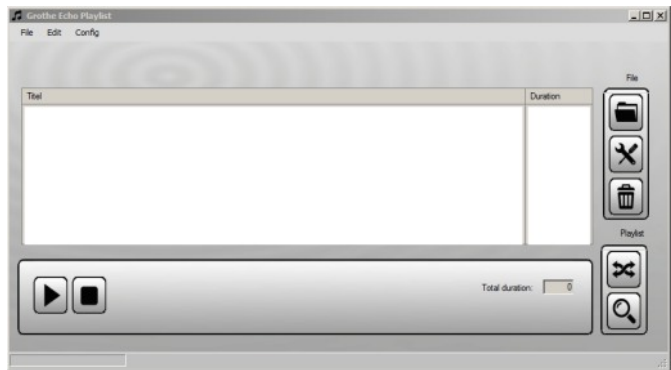 Grothe Echo Playlist
File Edit Config
File
Titel Duration
Playlist
Total duration: 0